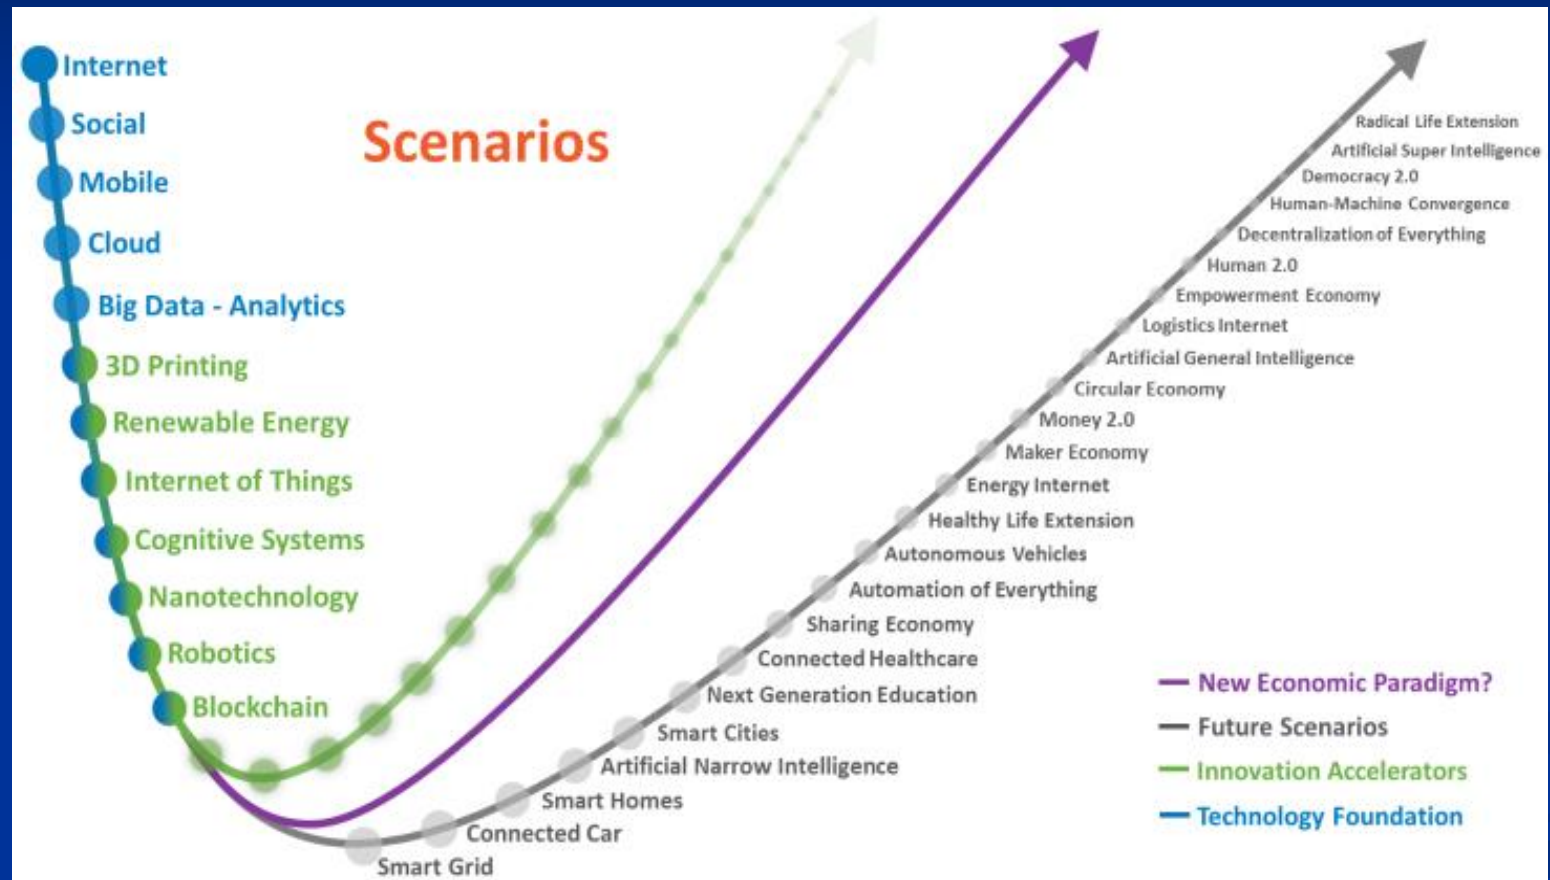 Internet
Social
Mobile
Cloud
Big Data - Analytics
3D Printing
Renewable Energy
Internet of Things
Cognitive Systems
Nanotechnology
Robotics
Blockchain
Scenarios
Radical Life Extension
Artificial Super Intelligence
Democracy 2.0
Human-Machine Convergence
Decentralization of Everything
Human 2.0
Empowerment Economy
Logistics Internet
Artificial General Intelligence
Circular Economy
Money 2.0
Maker Economy
Energy Internet
Healthy Life Extension
Autonomous Vehicles
Automation of Everything
Sharing Economy
Connected Healthcare
Next Generation Education
Smart Cities
Artificial Narrow Intelligence
Smart Homes
Connected Car
Smart Grid
New Economic Paradigm?
Future Scenarios
Innovation Accelerators
Technology Foundation